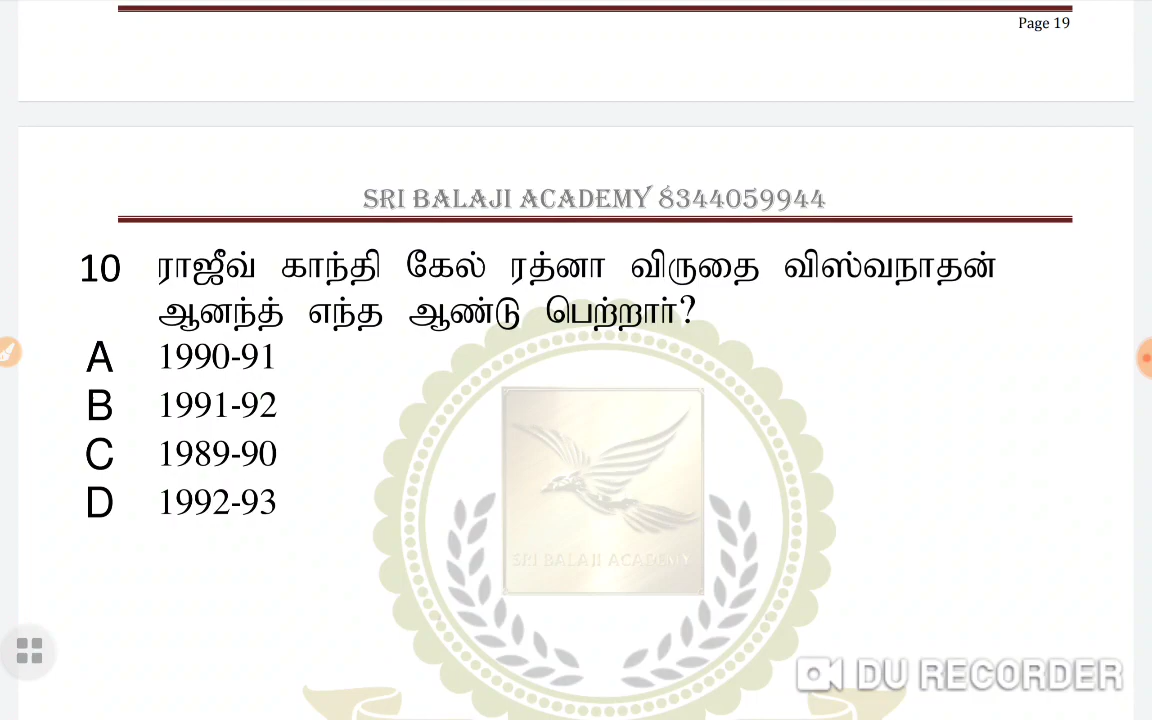 Page 19
SRI BALAJI ACADEMY 8344059944
10 ராஜீவ் காந்தி கேல் ரத்னா விருதை விஸ்வநாதன்
ஆனந்த் எந்த ஆண்டு பெற்றார்?
A 1990-91
B 1991-92
C 1989-90
D 1992-93
SRI BALAJI ACADEMY
DU RECORDER